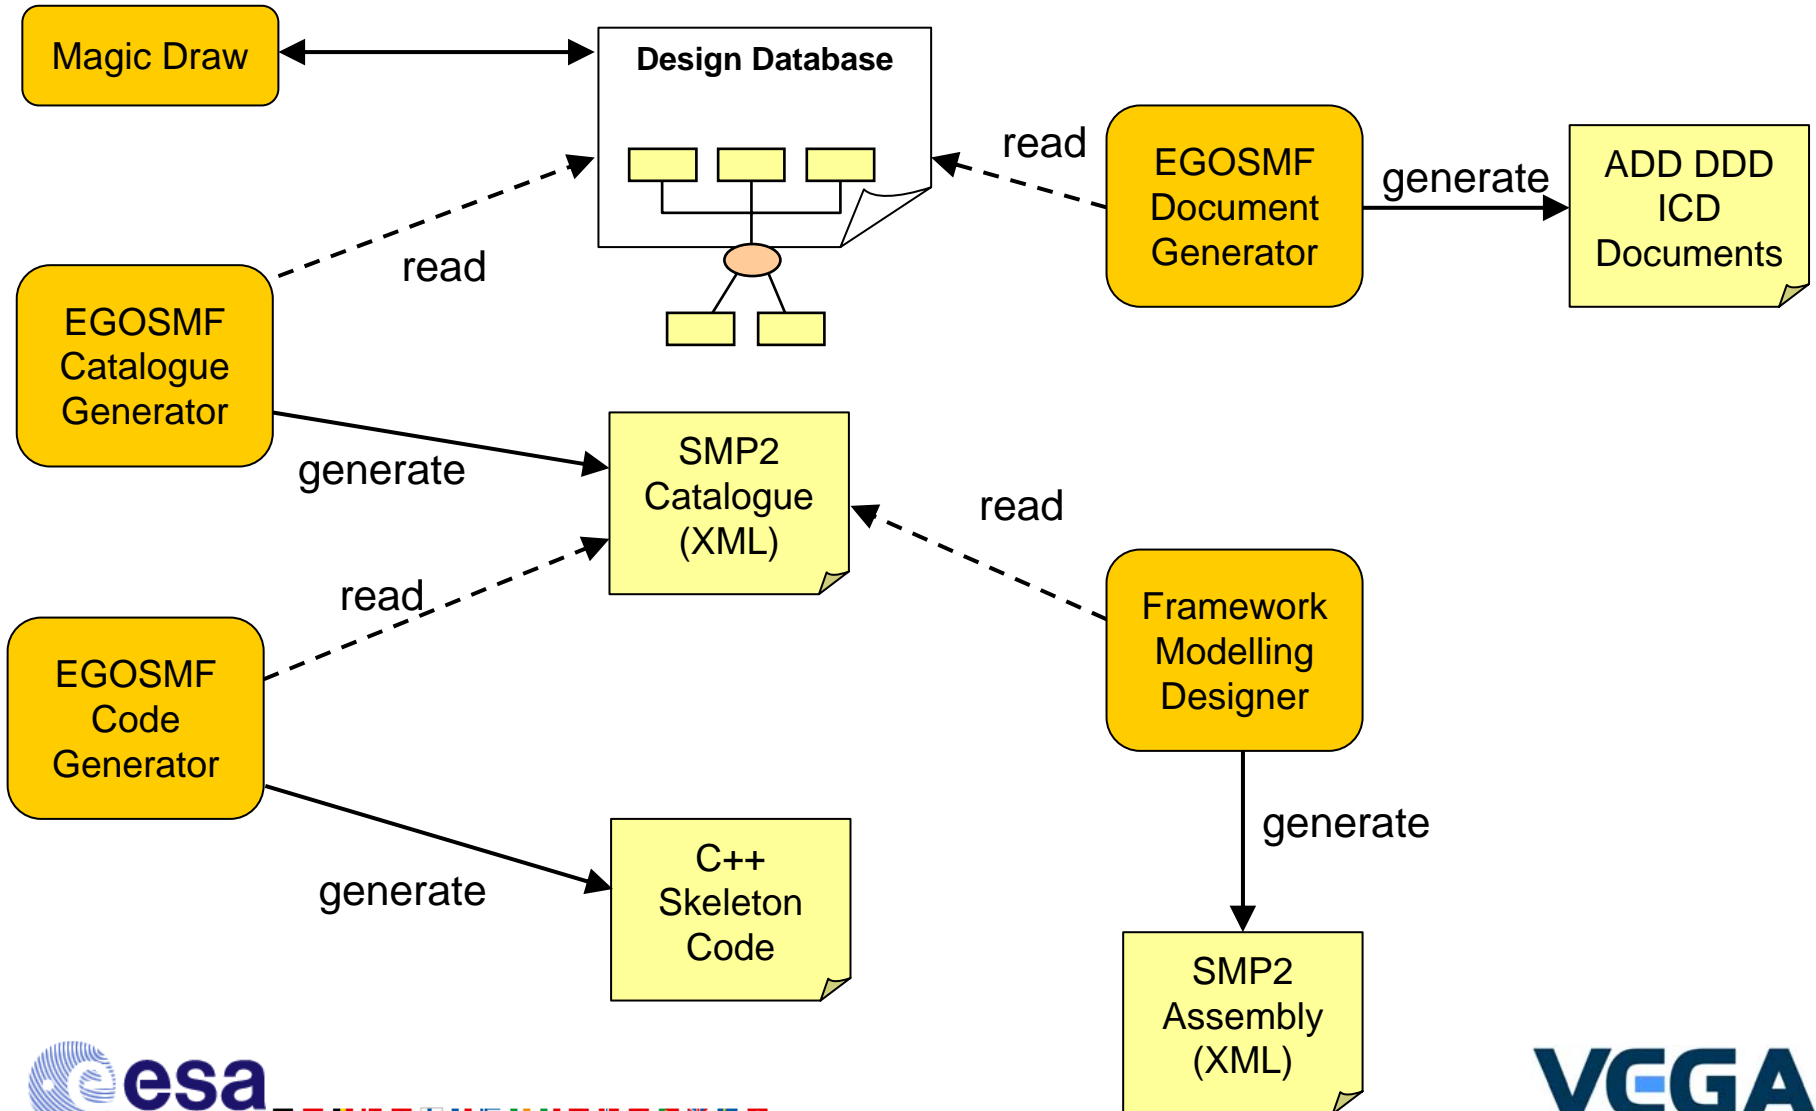 Magic Draw
Design Database
read
EGOSMF
Document
Generator
generate
ADD DDD
ICD
Documents
read
EGOSMF
Catalogue
Generator
generate
SMP2
Catalogue
(XML)
read
read
Framework
Modelling
Designer
EGOSMF
Code
Generator
generate
generate
C++
Skeleton
Code
SMP2
Assembly
(XML)
esa
VEGA